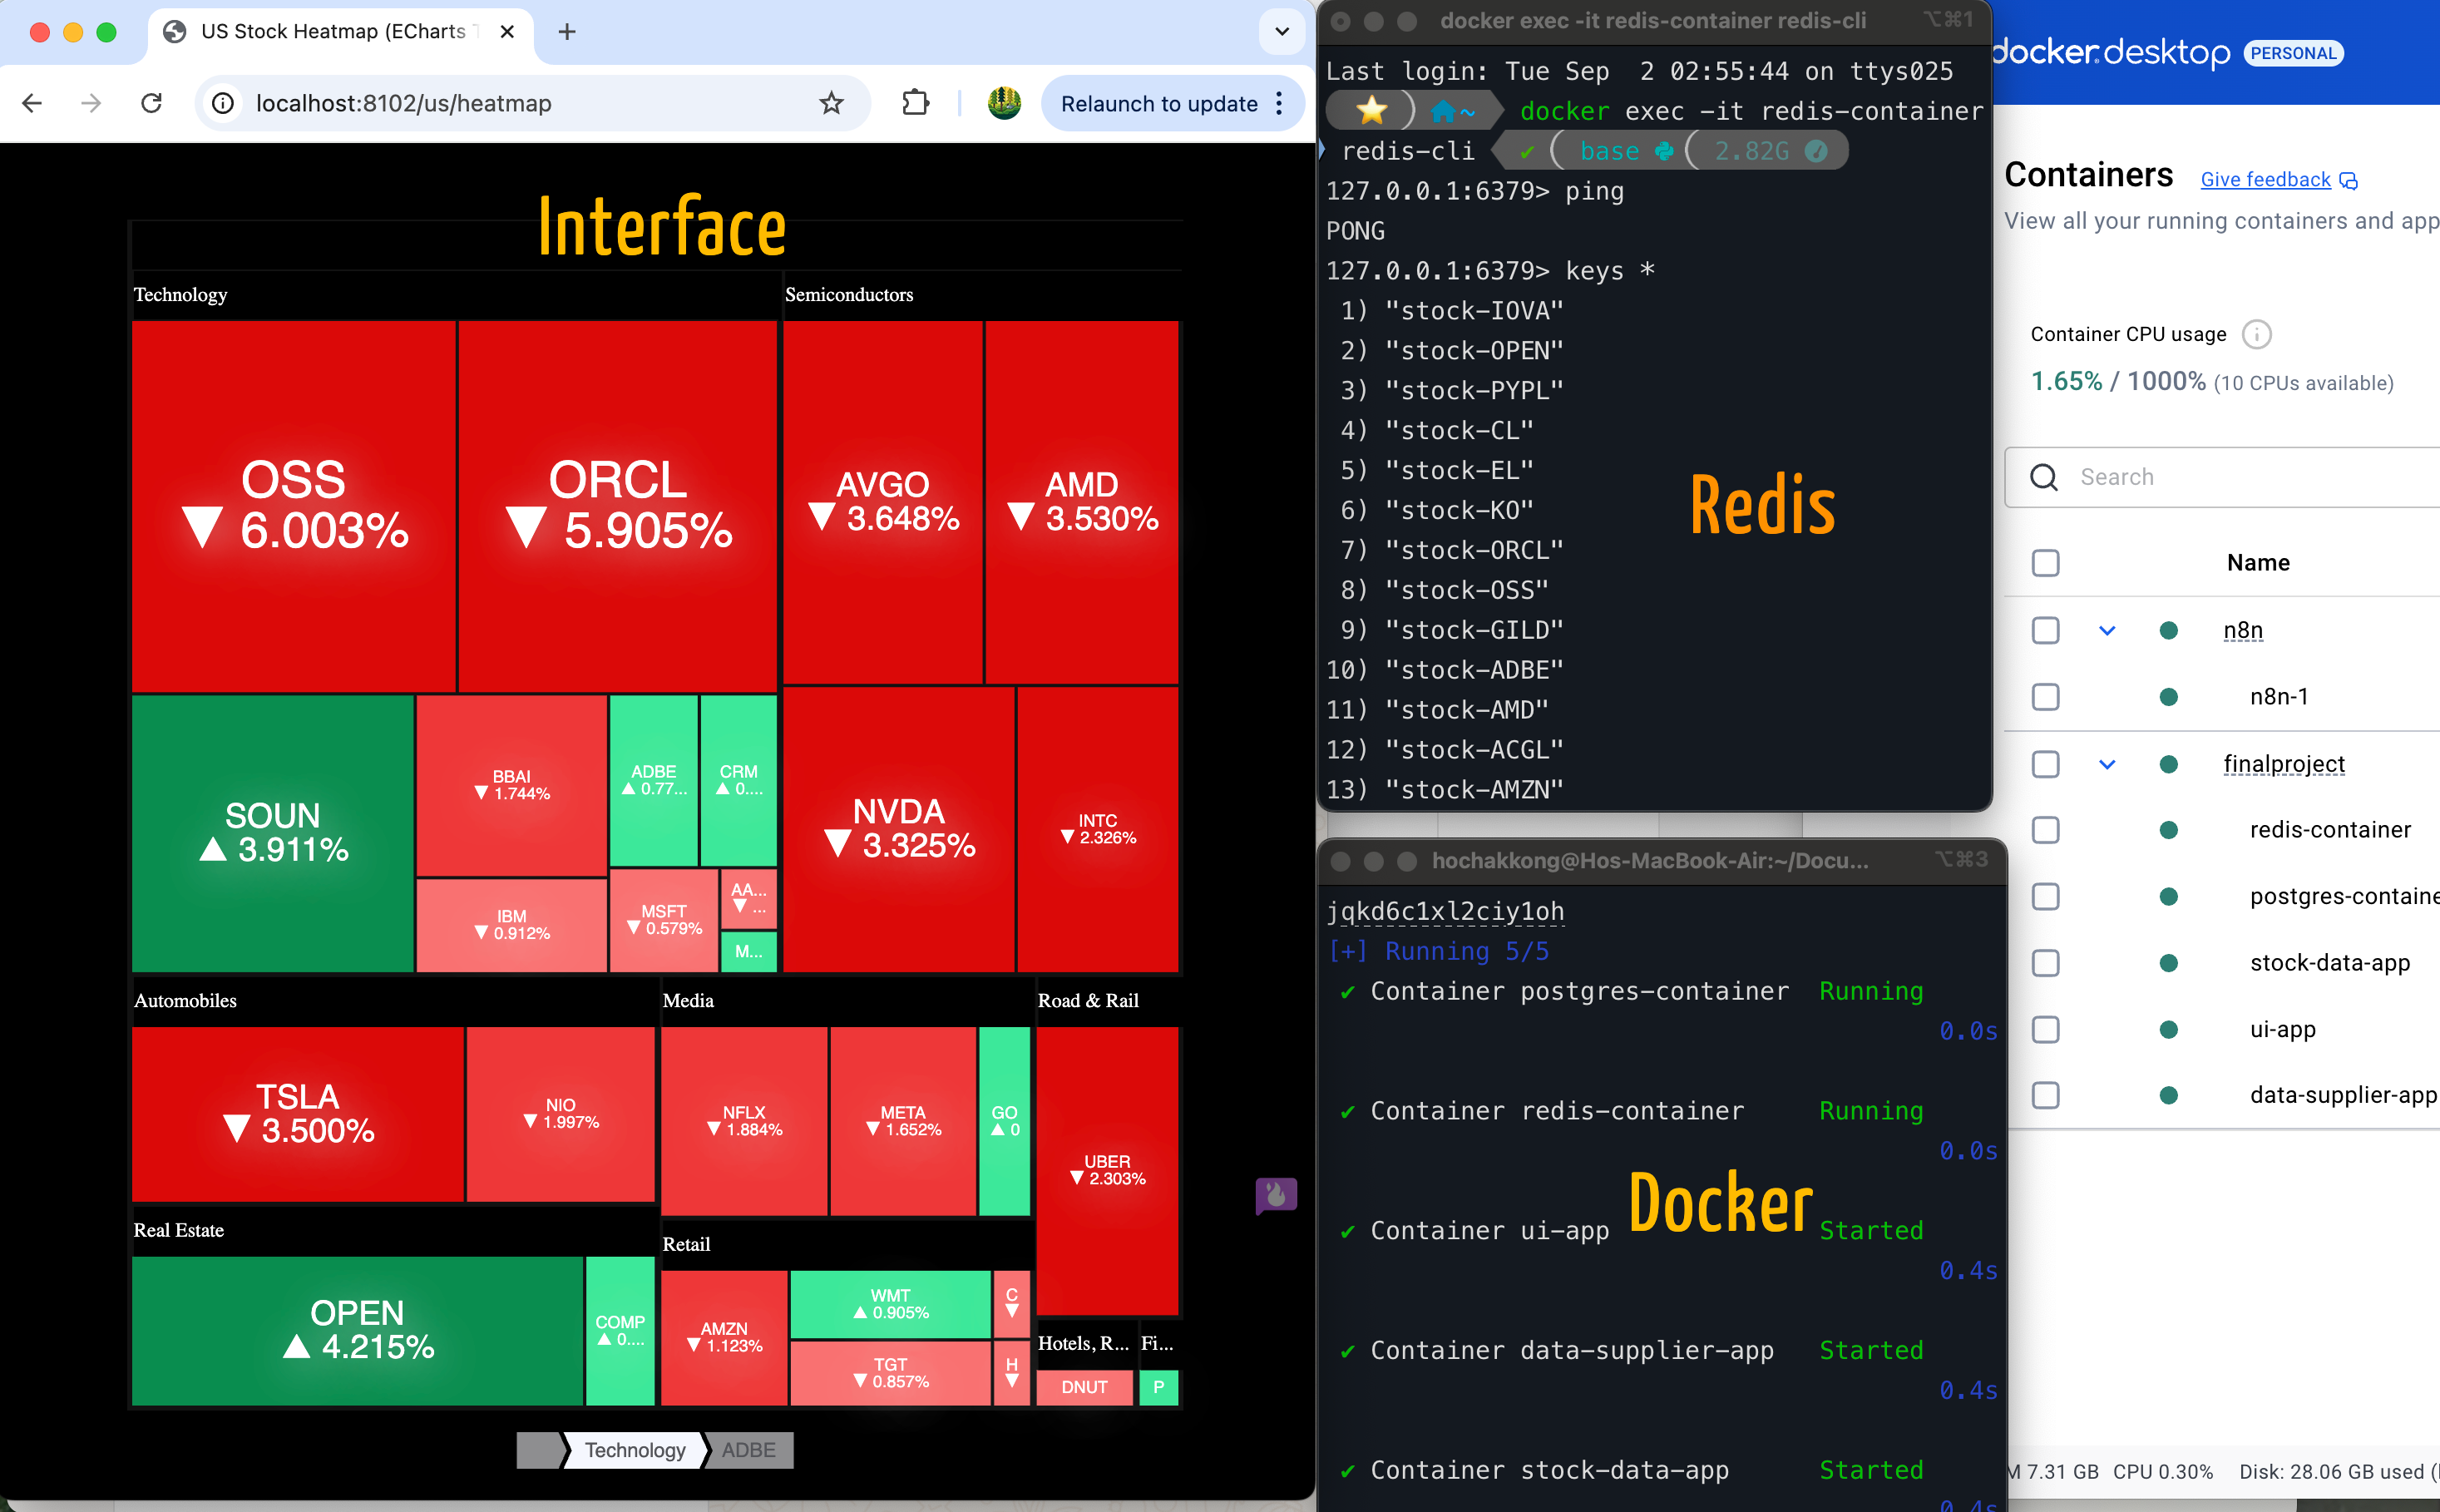 US Stock Heatmap (ECharts
localhost:8102/us/heatmap
Relaunch to update
Interface
Technology
OSS
▼ 6.003%
ORCL
▼ 5.905%
SOUN
▲ 3.911%
BBAI
▼ 1.744%
IBM
▼ 0.912%
ADBE
▲ 0.77...
CRM
▲ 0....
MSFT
▼ 0.579%
AA...
▼ ...
M...
Semiconductors
AVGO
▼ 3.648%
AMD
▼ 3.530%
NVDA
▼ 3.325%
INTC
▼ 2.326%
Automobiles
TSLA
▼ 3.500%
NIO
▼ 1.997%
Media
NFLX
▼ 1.884%
META
▼ 1.652%
GO
▲ 0
Road & Rail
UBER
▼ 2.303%
Real Estate
OPEN
▲ 4.215%
COMP
▲ 0....
Retail
AMZN
▼ 1.123%
WMT
▲ 0.905%
TGT
▼ 0.857%
C
▼
H
▼
Hotels, R...
DNUT
Fi...
P
Technology
ADBE
docker exec -it redis-container redis-cli
⌥⌘1
Last login: Tue Sep  2 02:55:44 on ttys025
~ docker exec -it redis-container
redis-cli ✔ base 2.82G
127.0.0.1:6379> ping
PONG
127.0.0.1:6379> keys *
1) "stock-IOVA"
2) "stock-OPEN"
3) "stock-PYPL"
4) "stock-CL"
5) "stock-EL"
6) "stock-KO"
7) "stock-ORCL"
8) "stock-OSS"
9) "stock-GILD"
10) "stock-ADBE"
11) "stock-AMD"
12) "stock-ACGL"
13) "stock-AMZN"
Redis
hochakkong@Hos-MacBook-Air:~/Docu...
⌥⌘3
jqkd6c1xl2ciy1oh
[+] Running 5/5
✔ Container postgres-container  Running
0.0s
✔ Container redis-container  Running
0.0s
✔ Container ui-app  Started
0.4s
✔ Container data-supplier-app  Started
0.4s
✔ Container stock-data-app  Started
0.4s
Docker
docker.desktop PERSONAL
Containers
Give feedback
View all your running containers and app
Container CPU usage
1.65% / 1000% (10 CPUs available)
Search
Name
n8n
n8n-1
finalproject
redis-container
postgres-containe
stock-data-app
ui-app
data-supplier-app
M 7.31 GB CPU 0.30% Disk: 28.06 GB used (